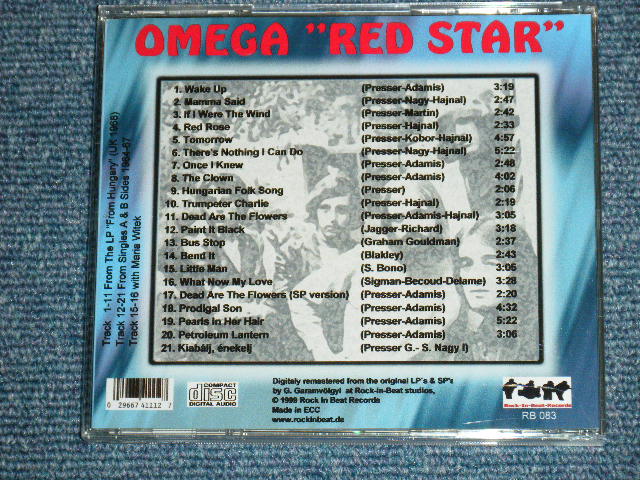 OMEGA "RED STAR"
1. Wake Up (Presser-Adamis) 3:19
2. Mamma Said (Presser-Nagy-Hajnal) 2:47
3. If I Were The Wind (Presser-Martin) 2:42
4. Red Rose (Presser-Hajnal) 2:33
5. Tomorrow (Presser-Kobor-Hajnal) 4:57
6. There's Nothing I Can Do (Presser-Nagy-Hajnal) 5:22
7. Once I Knew (Presser-Adamis) 2:48
8. The Clown (Presser-Adamis) 4:02
9. Hungarian Folk Song (Presser) 2:06
10. Trumpeter Charlie (Presser-Hajnal) 2:19
11. Dead Are The Flowers (Presser-Adamis-Hajnal) 3:05
12. Paint It Black (Jagger-Richard) 3:18
13. Bus Stop (Graham Gouldman) 2:37
14. Bend It (Blakley) 2:43
15. Little Man (S. Bono) 3:05
16. What Now My Love (Sigman-Becoud-Delame) 3:28
17. Dead Are The Flowers (SP version) (Presser-Adamis) 2:20
18. Prodigal Son (Presser-Adamis) 4:32
19. Pearls In Her Hair (Presser-Adamis) 5:22
20. Petroleum Lantern (Presser-Adamis) 3:06
21. Kiabálj, énekelj (Presser G.- S. Nagy I)
Track 1-11 From The LP "From Hungary" (UK 1968)
Track 12-21 From Singles A & B Sides 1964-67
Track 15-16 with Maria Witek
0 29667 41112 7
COMPACT
disc
DIGITAL AUDIO
Digitaly remastered from the original LP´s & SP's
by G. Garamvölgyi at Rock-in-Beat studios,
© 1999 Rock In Beat Records
Made in ECC
www.rockinbeat.de
Rock-In-Beat-Records
RB 083